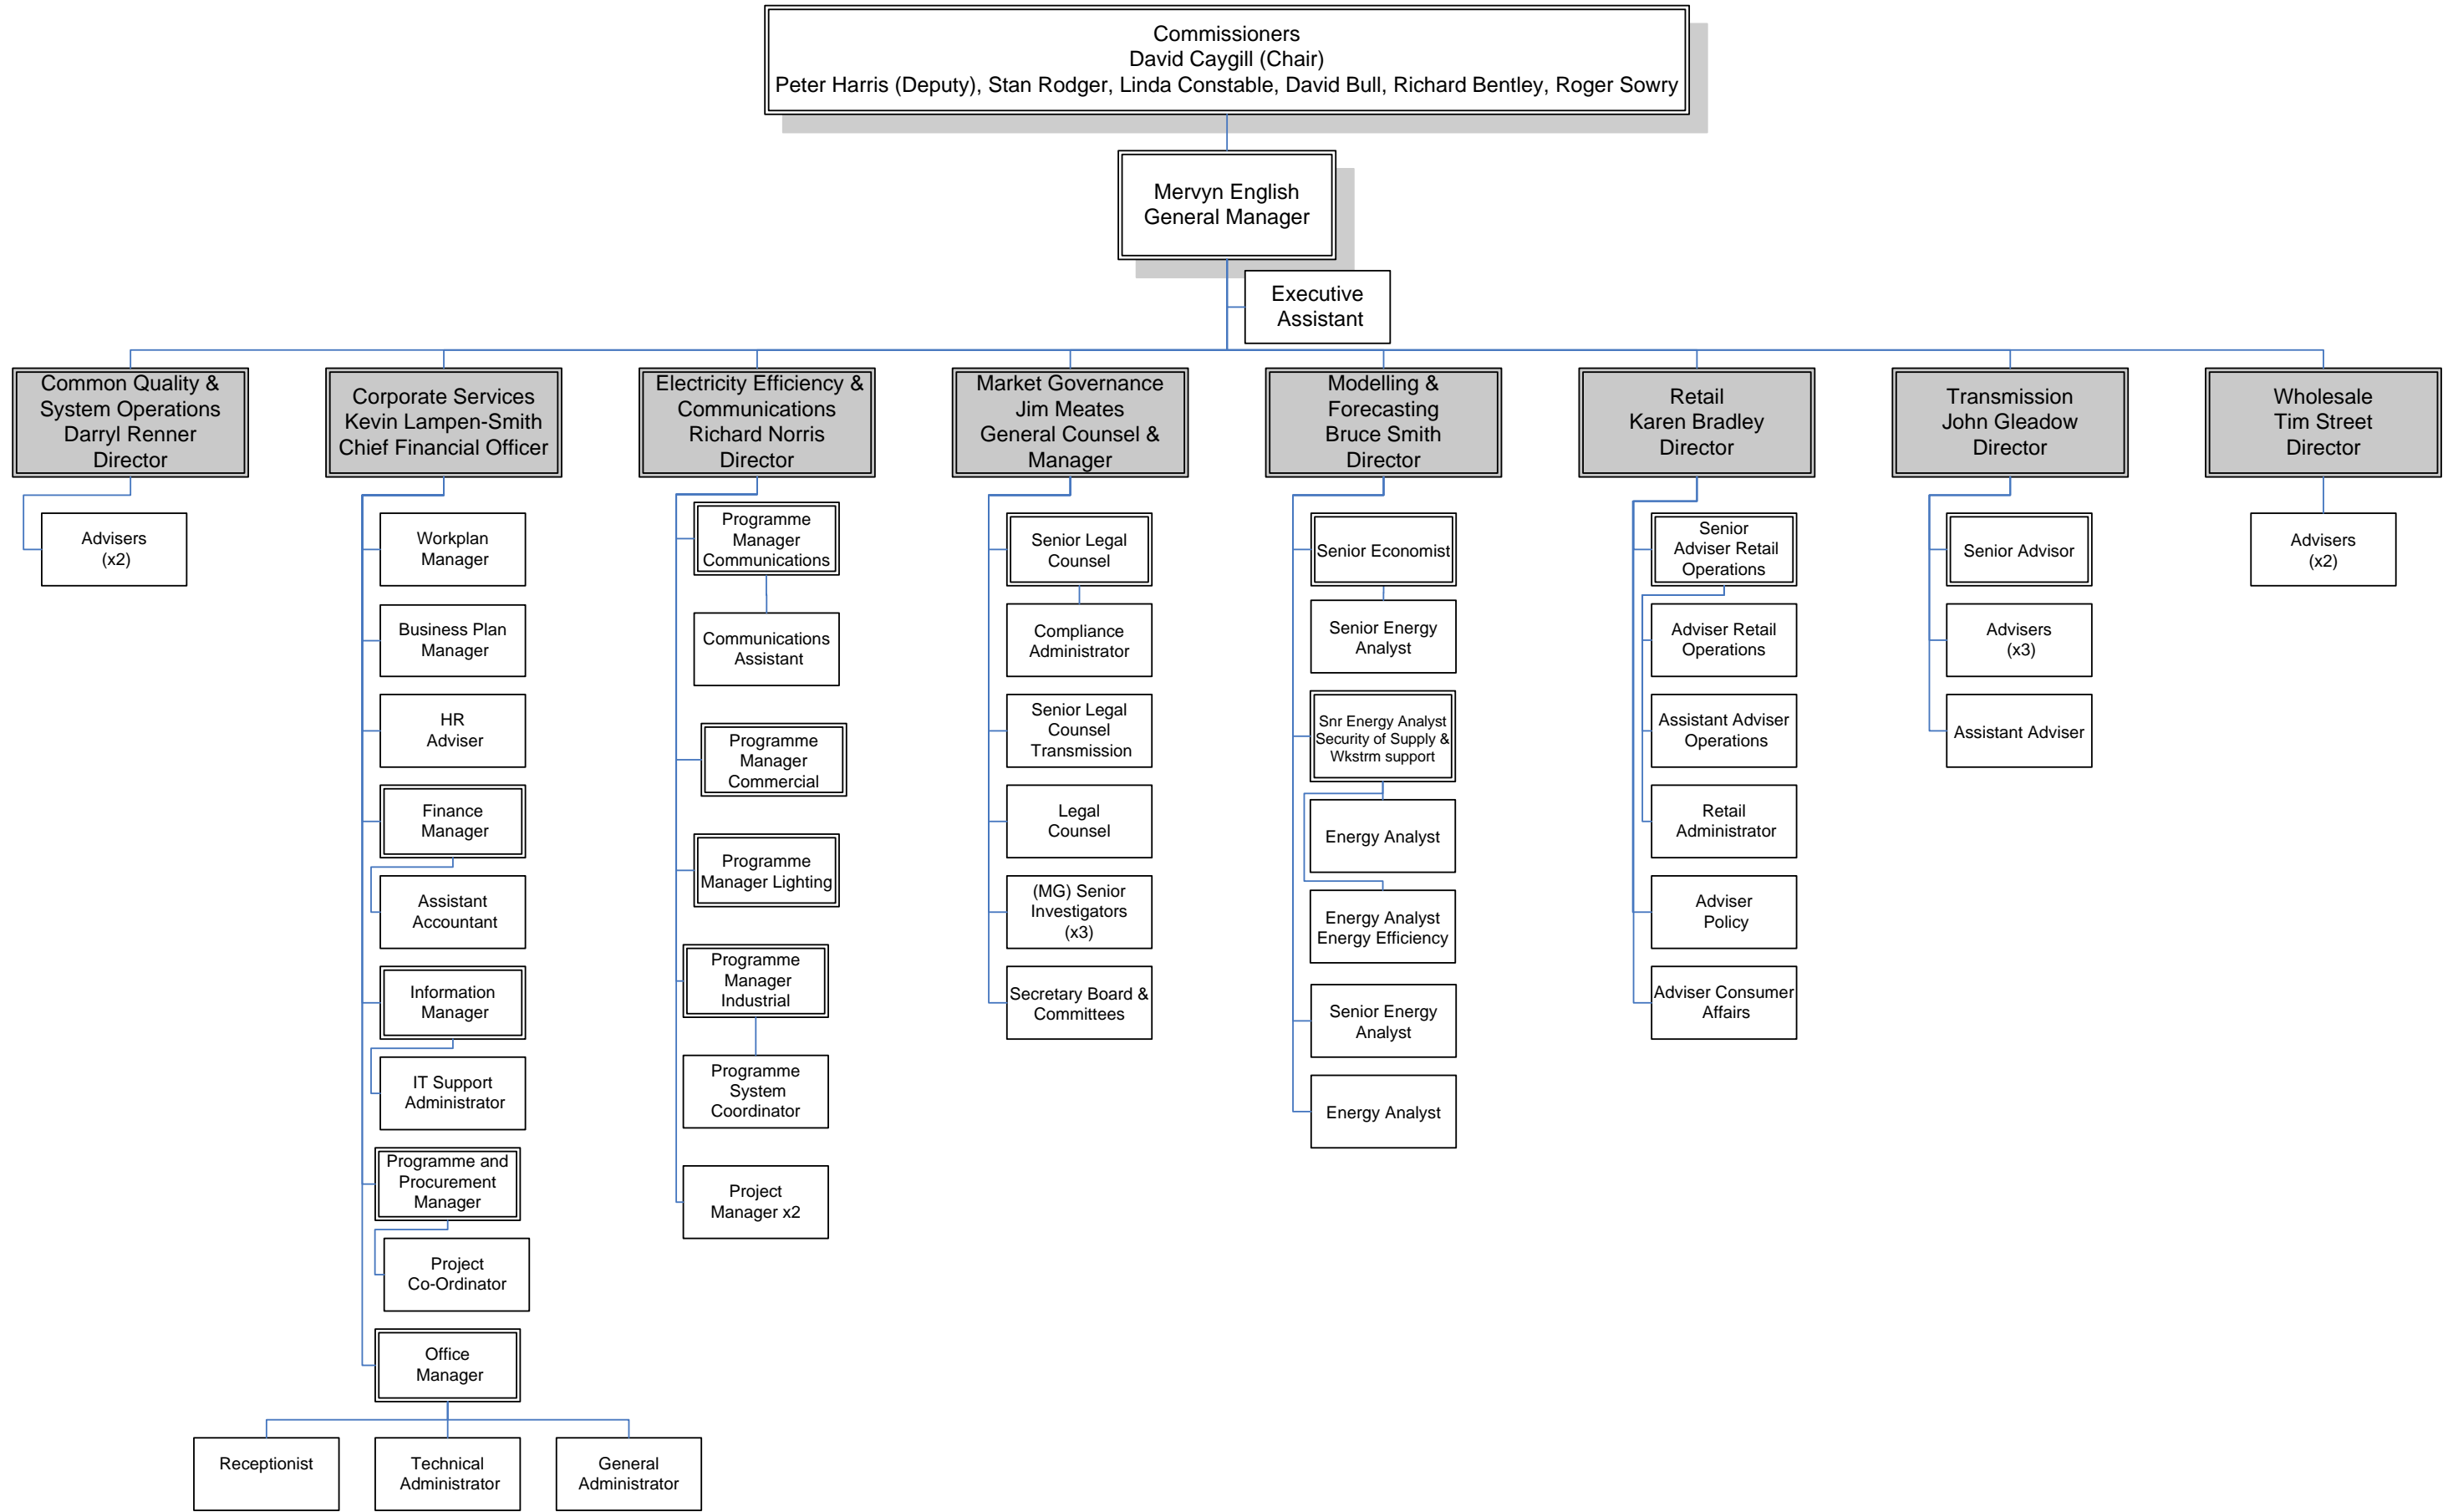 Commissioners
David Caygill (Chair)
Peter Harris (Deputy), Stan Rodger, Linda Constable, David Bull, Richard Bentley, Roger Sowry
Mervyn English
General Manager
Executive
Assistant
Common Quality &
System Operations
Darryl Renner
Director
Corporate Services
Kevin Lampen-Smith
Chief Financial Officer
Electricity Efficiency &
Communications
Richard Norris
Director
Market Governance
Jim Meates
General Counsel &
Manager
Modelling &
Forecasting
Bruce Smith
Director
Retail
Karen Bradley
Director
Transmission
John Gleadow
Director
Wholesale
Tim Street
Director
Advisers
(x2)
Workplan
Manager
Business Plan
Manager
HR
Adviser
Finance
Manager
Assistant
Accountant
Information
Manager
IT Support
Administrator
Programme and
Procurement
Manager
Project
Co-Ordinator
Office
Manager
Receptionist
Technical
Administrator
General
Administrator
Programme
Manager
Communications
Communications
Assistant
Programme
Manager
Commercial
Programme
Manager Lighting
Programme
Manager
Industrial
Programme
System
Coordinator
Project
Manager x2
Senior Legal
Counsel
Compliance
Administrator
Senior Legal
Counsel
Transmission
Legal
Counsel
(MG) Senior
Investigators
(x3)
Secretary Board &
Committees
Senior Economist
Senior Energy
Analyst
Snr Energy Analyst
Security of Supply &
Wkstrm support
Energy Analyst
Energy Analyst
Energy Efficiency
Senior Energy
Analyst
Energy Analyst
Senior
Adviser Retail
Operations
Adviser Retail
Operations
Assistant Adviser
Operations
Retail
Administrator
Adviser
Policy
Adviser Consumer
Affairs
Senior Advisor
Advisers
(x3)
Assistant Adviser
Advisers
(x2)